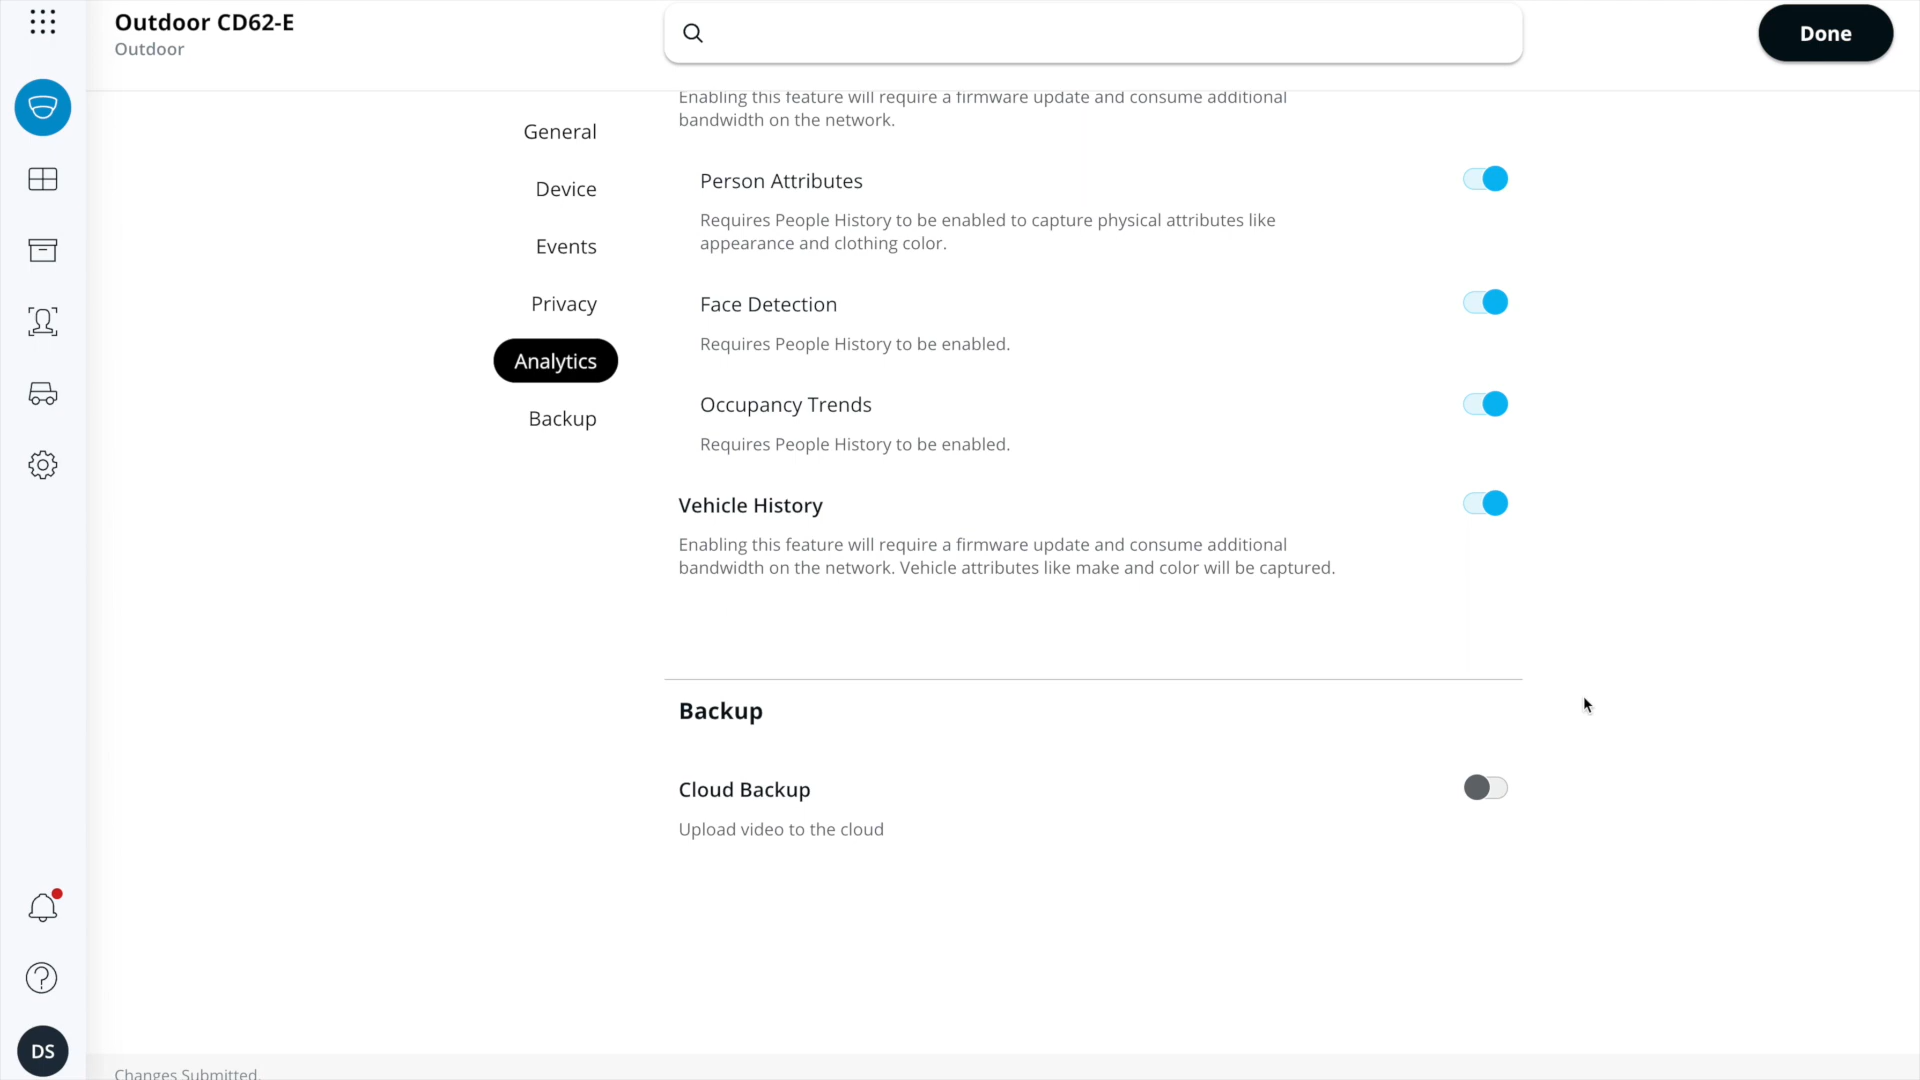 Outdoor CD62-E
Outdoor
Done
General
Device
Events
Privacy
Analytics
Backup
Enabling this feature will require a firmware update and consume additional
bandwidth on the network.
Person Attributes
Requires People History to be enabled to capture physical attributes like
appearance and clothing color.
Face Detection
Requires People History to be enabled.
Occupancy Trends
Requires People History to be enabled.
Vehicle History
Enabling this feature will require a firmware update and consume additional
bandwidth on the network. Vehicle attributes like make and color will be captured.
Backup
Cloud Backup
Upload video to the cloud
DS
Changes Submitted.